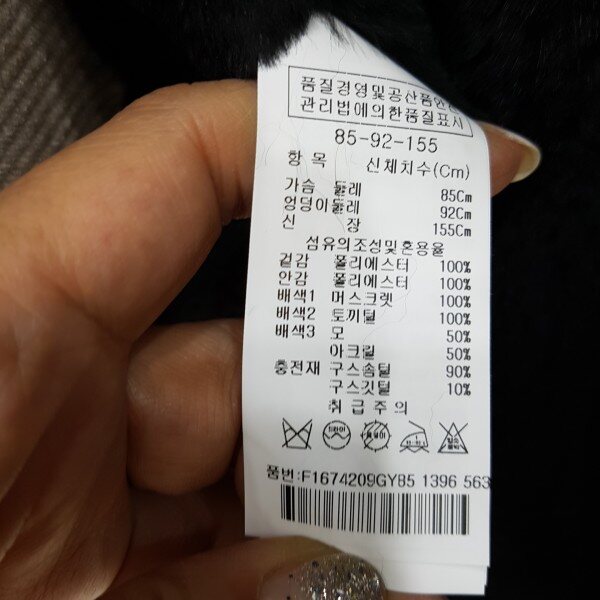 품질경영및공산품안전
관리법에의한품질표시
85-92-155
항 목 신체치수(Cm)
가슴 둘레 85Cm
엉덩이둘레 92Cm
신 장 155Cm
섬유의조성및혼용율
겉감 폴리에스터 100%
안감 폴리에스터 100%
배색1 머스크렛 100%
배색2 토끼털 100%
배색3 모 50%
아크릴 50%
충전재 구스솜털 90%
구스깃털 10%
취급주의
드라이
품번:F1674209GY85 1396 563